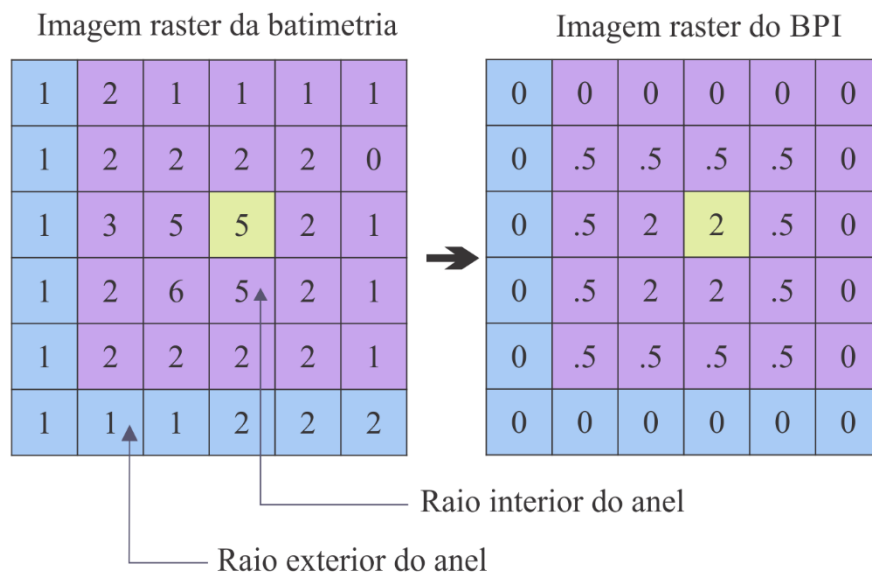 Imagem raster da batimetria Imagem raster do BPI
1 2 1 1 1 1 0 0 0 0 0 0
1 2 2 2 2 0 0 .5 .5 .5 .5 0
1 3 5 5 2 1 0 .5 2 2 .5 0
1 2 6 5 2 1 0 .5 2 2 .5 0
1 2 2 2 2 1 0 .5 .5 .5 .5 0
1 1 1 2 2 2 0 0 0 0 0 0
Raio interior do anel
Raio exterior do anel